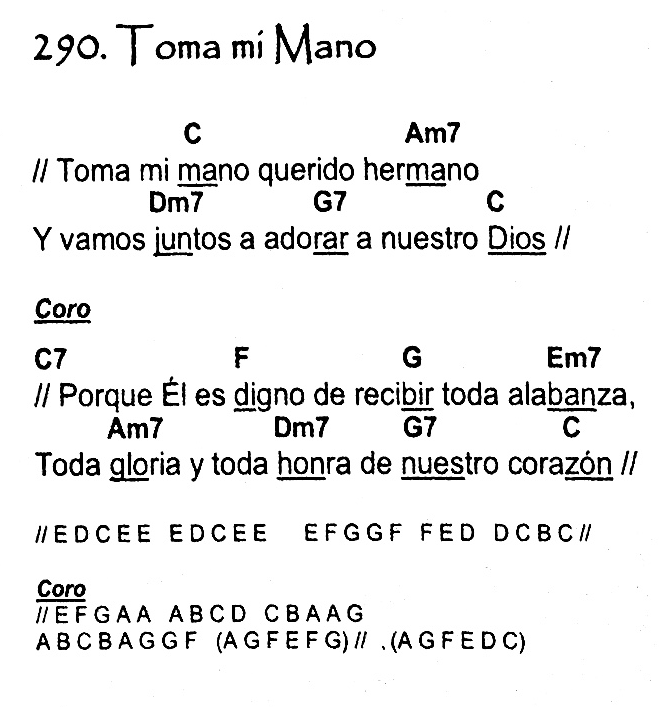 290. Toma mi Mano
C Am7
// Toma mi mano querido hermano
Dm7 G7 C
Y vamos juntos a adorar a nuestro Dios //
Coro
C7 F G Em7
// Porque Él es digno de recibir toda alabanza,
Am7 Dm7 G7 C
Toda gloria y toda honra de nuestro corazón //
//E D C E E E D C E E E F G G F F E D D C B C //
Coro
//E F G A A A B C D C B A A G
A B C B A G G F (A G F E F G) // .(A G F E D C)